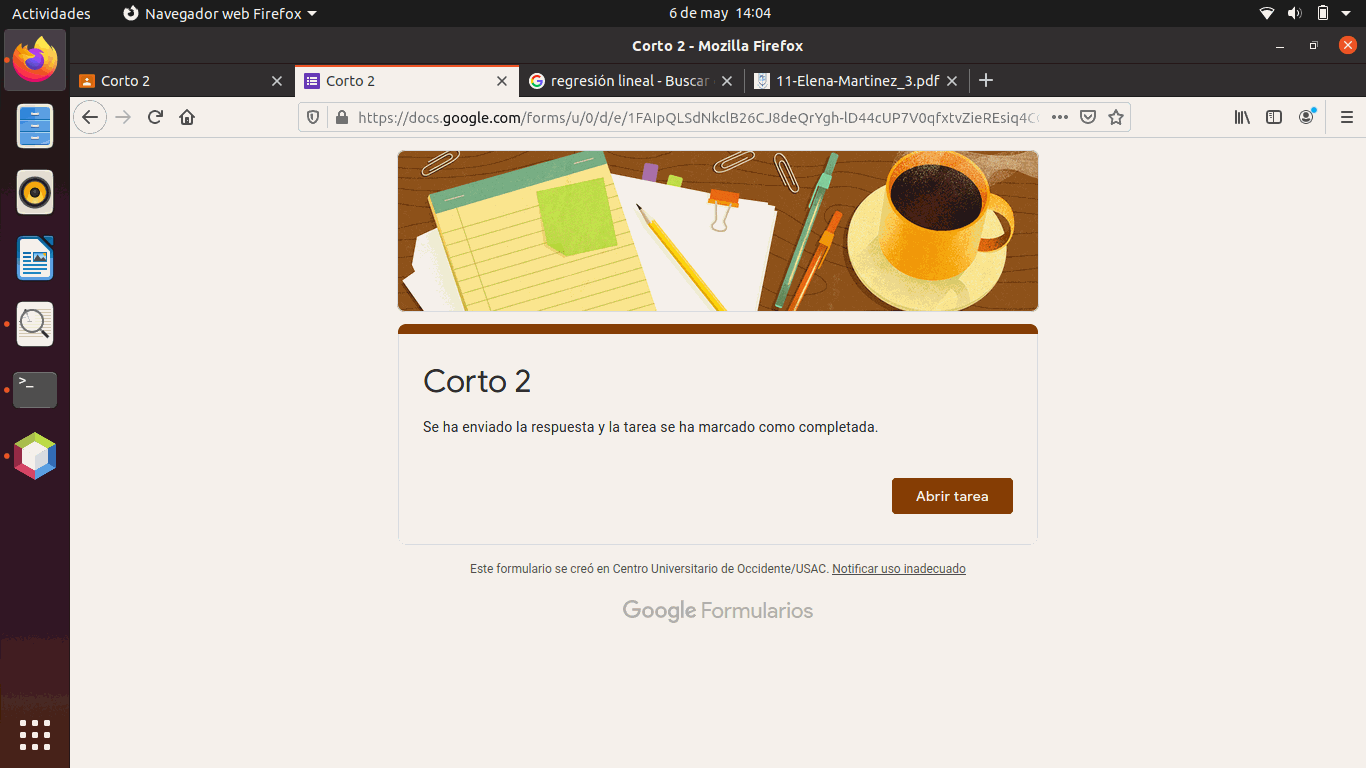 Actividades
Navegador web Firefox
6 de may 14:04
Corto 2 - Mozilla Firefox
Corto 2
Corto 2
regresión lineal - Buscar
11-Elena-Martinez_3.pdf
https://docs.google.com/forms/u/0/d/e/1FAIpQLSdNkclB26CJ8deQrYgh-lD44cUP7V0qfxtvZieREsiq4C
Corto 2
Se ha enviado la respuesta y la tarea se ha marcado como completada.
Abrir tarea
Este formulario se creó en Centro Universitario de Occidente/USAC. Notificar uso inadecuado
Google Formularios